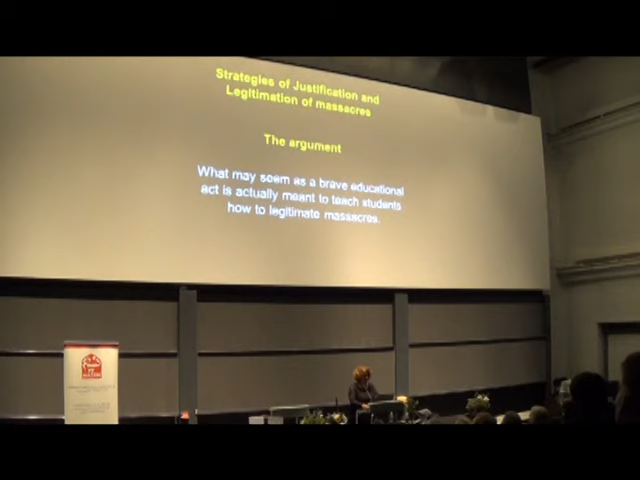 Strategies of Justification and
Legitimation of massacres
The argument
What may seem as a brave educational
act is actually meant to teach students
how to legitimate massacres.